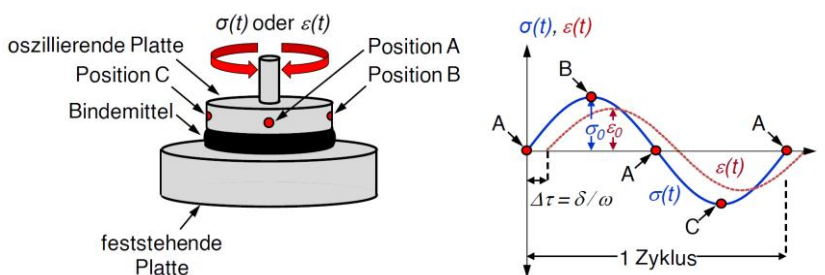 σ(t) oder ε(t)
oszillierende Platte
Position A
Position C
Position B
Bindemittel
feststehende
Platte
σ(t), ε(t)
B
A
σ₀
ε₀
A
A
ε(t)
σ(t)
Δτ = δ/ω
C
1 Zyklus